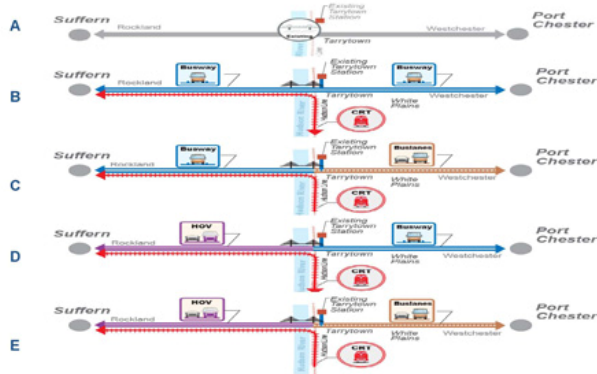 A
Suffern
Rockland
Existing
Tarrytown
Station
Tarrytown
Westchester
Port
Chester
B
Suffern
Rockland
Busway
Existing
Tarrytown
Station
Tarrytown
CRT
White
Plains
Busway
Westchester
Port
Chester
C
Suffern
Rockland
Busway
Existing
Tarrytown
Station
Tarrytown
CRT
White
Plains
Buslanes
Westchester
Port
Chester
D
Suffern
Rockland
HOV
Existing
Tarrytown
Station
Tarrytown
CRT
White
Plains
Busway
Westchester
Port
Chester
E
Suffern
Rockland
HOV
Existing
Tarrytown
Station
Tarrytown
CRT
White
Plains
Buslanes
Westchester
Port
Chester